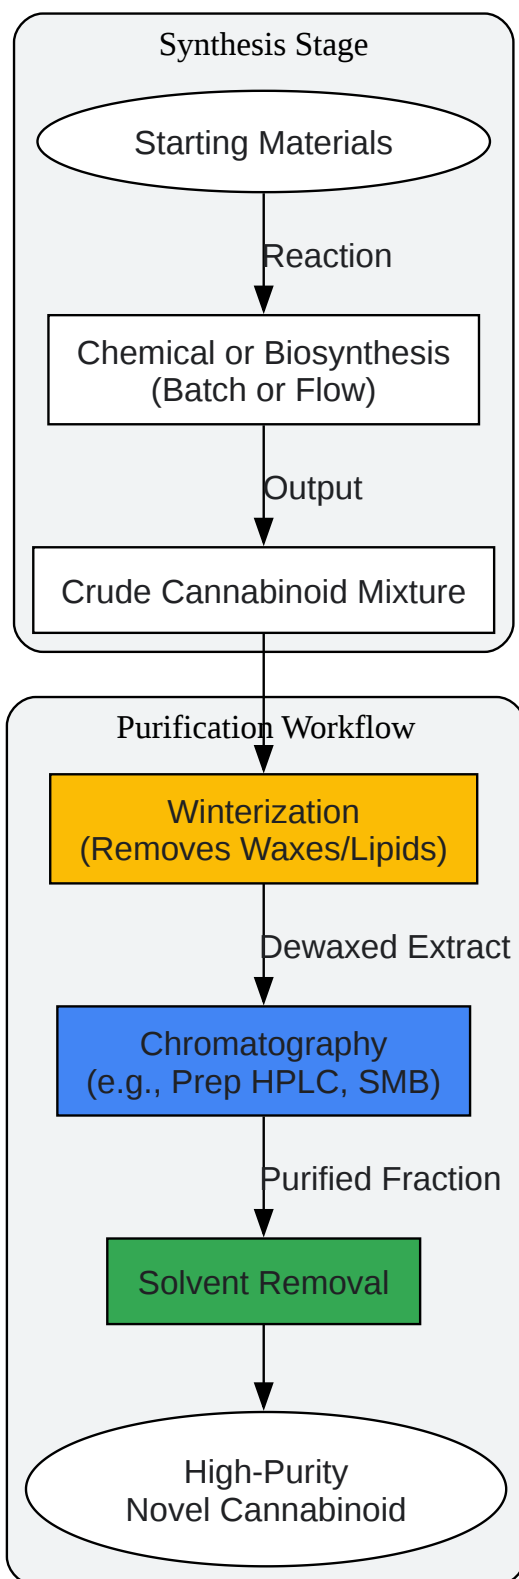 Synthesis Stage
Starting Materials
Reaction
Chemical or Biosynthesis
(Batch or Flow)
Output
Crude Cannabinoid Mixture
Purification Workflow
Winterization
(Removes Waxes/Lipids)
Dewaxed Extract
Chromatography
(e.g., Prep HPLC, SMB)
Purified Fraction
Solvent Removal
High-Purity
Novel Cannabinoid